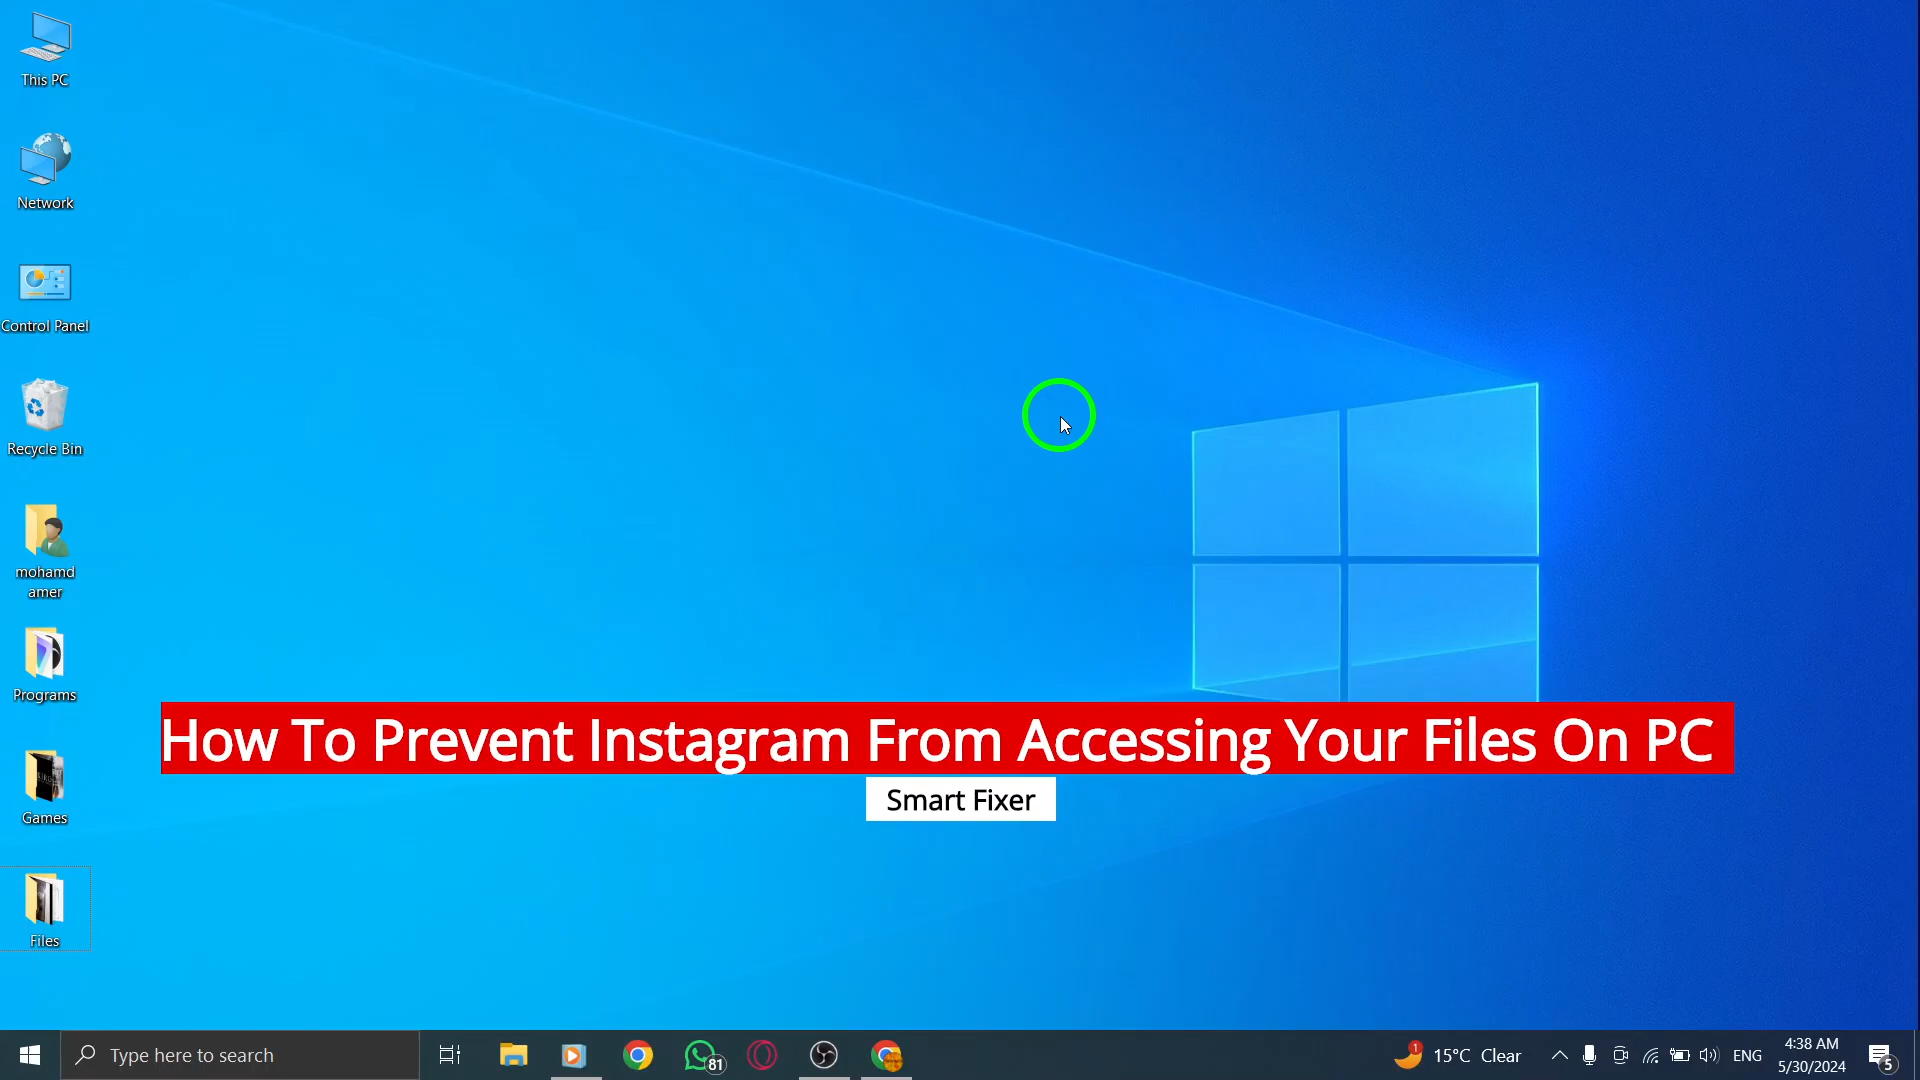 This PC
Network
Control Panel
Recycle Bin
mohamd
amer
Programs
Games
Files
How To Prevent Instagram From Accessing Your Files On PC
Smart Fixer
Type here to search
81
1
15°C Clear
ENG
4:38 AM
5/30/2024
5